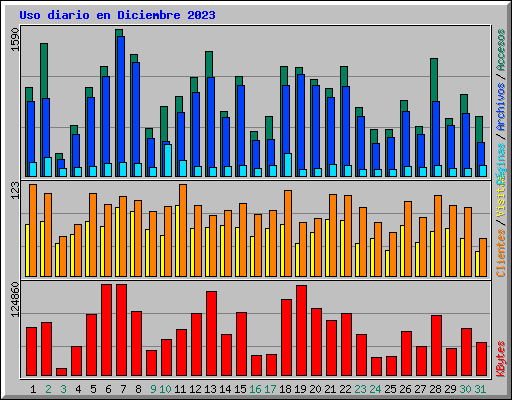 Uso diario en Diciembre 2023
1590
123
124860
Clientes / visitas
Páginas / Archivos / Accesos
KBytes
1 2 3 4 5 6 7 8 9 10 11 12 13 14 15 16 17 18 19 20 21 22 23 24 25 26 27 28 29 30 31